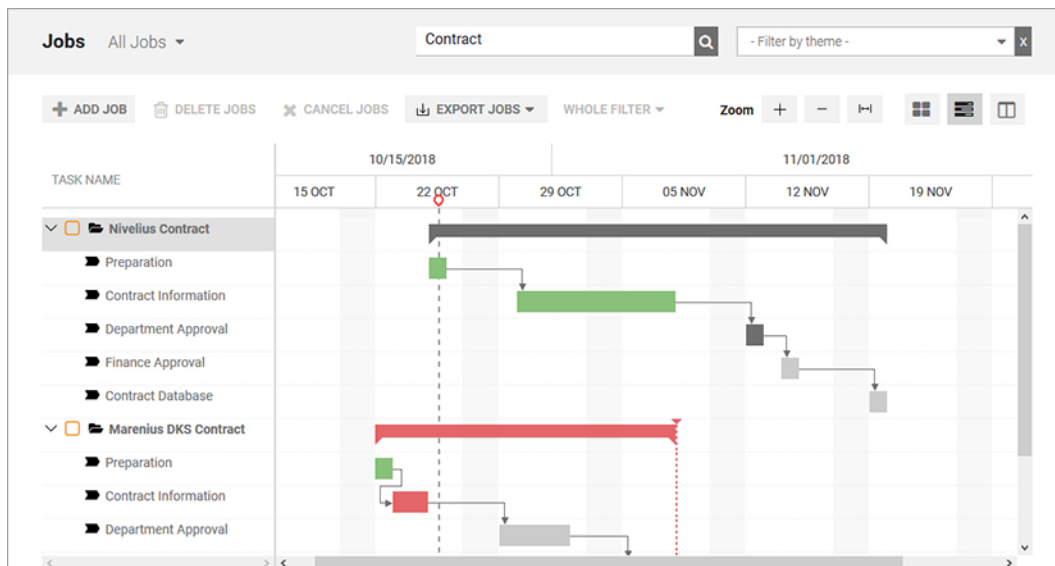 Jobs All Jobs Contract - Filter by theme - x
ADD JOB DELETE JOBS CANCEL JOBS EXPORT JOBS WHOLE FILTER Zoom
TASK NAME
10/15/2018 11/01/2018
15 OCT 22 OCT 29 OCT 05 NOV 12 NOV 19 NOV
Nivelius Contract
Preparation
Contract Information
Department Approval
Finance Approval
Contract Database
Marenius DKS Contract
Preparation
Contract Information
Department Approval